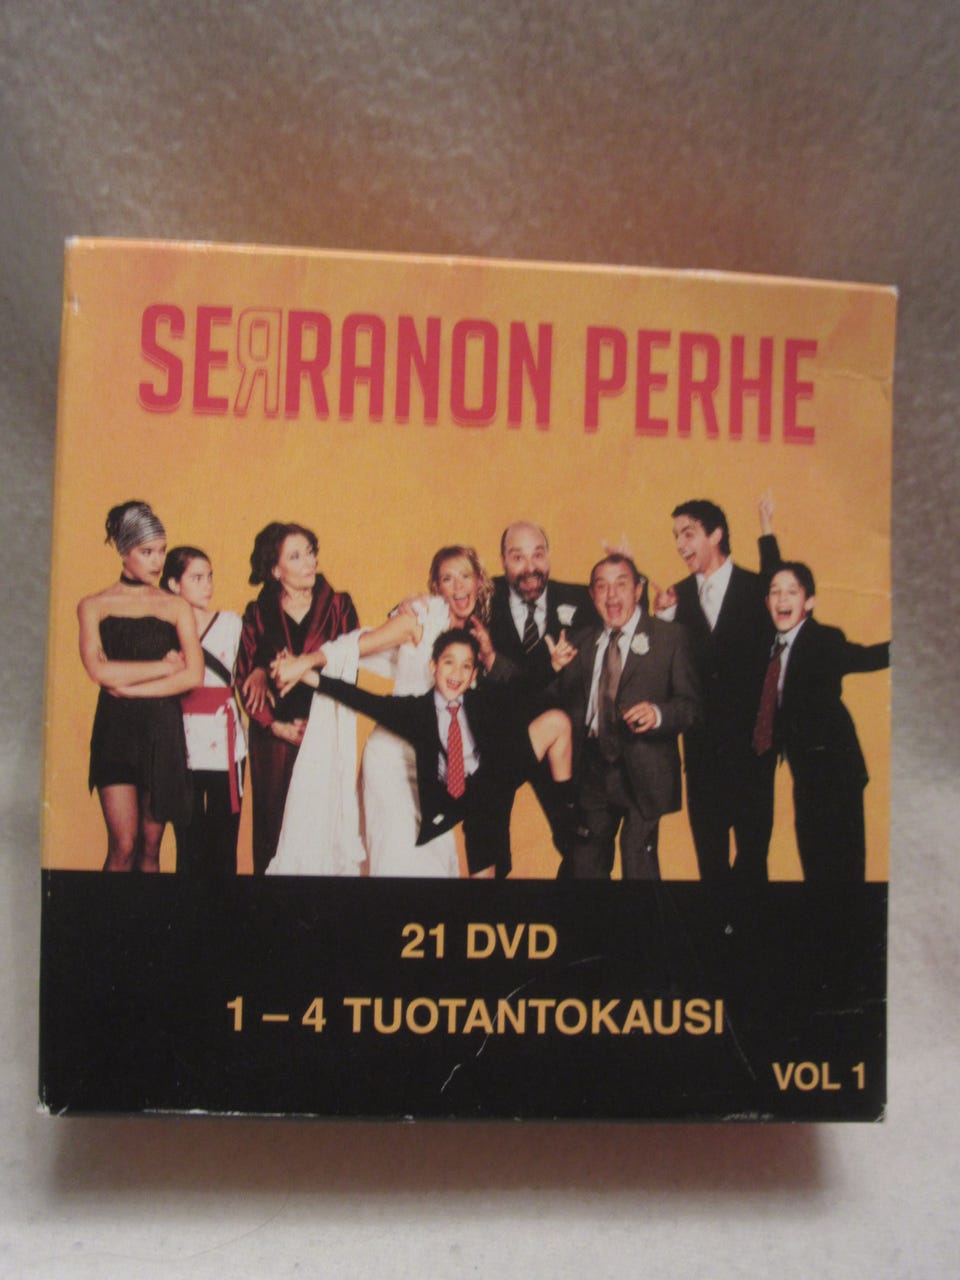 SERRANON PERHE
21 DVD
1 – 4 TUOTANTOKAUSI
VOL 1